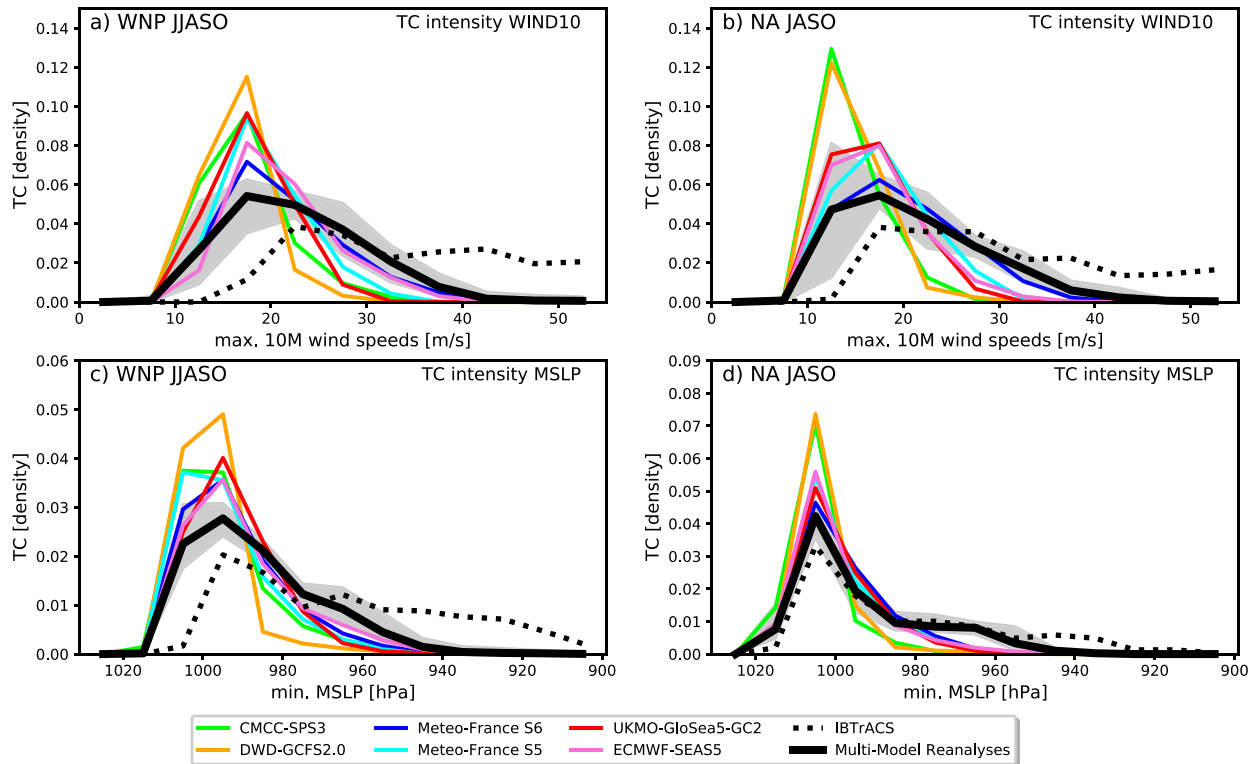 a) WNP JJASO TC intensity WIND10
0.14
0.12
0.10
0.08
0.06
0.04
0.02
0.00
TC [density]
0 10 20 30 40 50
max. 10M wind speeds [m/s]
b) NA JASO TC intensity WIND10
0.14
0.12
0.10
0.08
0.06
0.04
0.02
0.00
TC [density]
0 10 20 30 40 50
max. 10M wind speeds [m/s]
c) WNP JJASO TC intensity MSLP
0.06
0.05
0.04
0.03
0.02
0.01
0.00
TC [density]
1020 1000 980 960 940 920 900
min. MSLP [hPa]
d) NA JASO TC intensity MSLP
0.09
0.08
0.07
0.06
0.05
0.04
0.03
0.02
0.01
0.00
TC [density]
1020 1000 980 960 940 920 900
min. MSLP [hPa]
CMCC-SPS3 Meteo-France S6 UKMO-GloSea5-GC2 IBTrACS
DWD-GCFS2.0 Meteo-France S5 ECMWF-SEAS5 Multi-Model Reanalyses